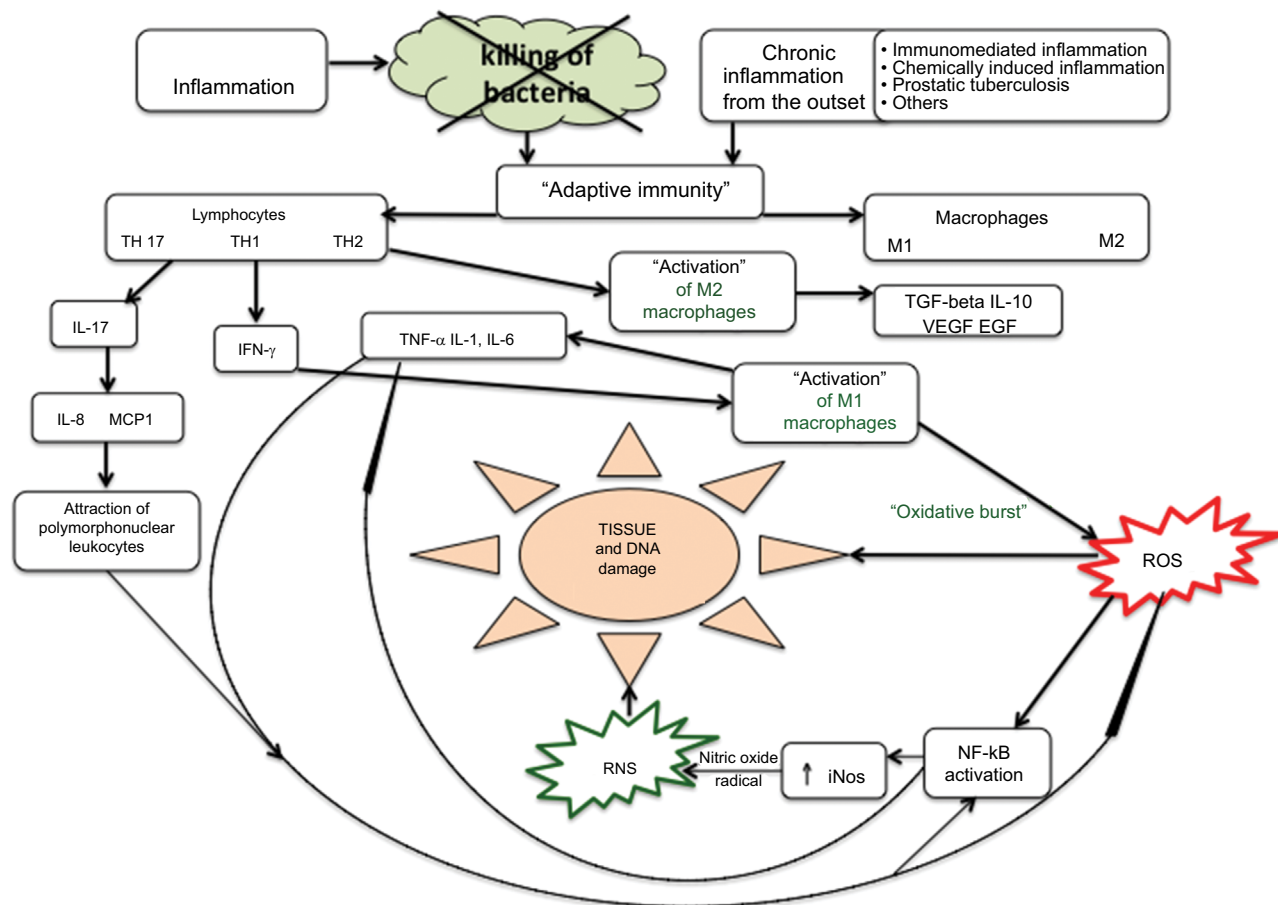 Inflammation
killing of
bacteria
Chronic
inflammation
from the outset
• Immunomediated inflammation
• Chemically induced inflammation
• Prostatic tuberculosis
• Others
“Adaptive immunity”
Lymphocytes
TH 17 TH1 TH2
Macrophages
M1 M2
“Activation”
of M2
macrophages
TGF-beta IL-10
VEGF EGF
IL-17
IFN-γ
TNF-α IL-1, IL-6
“Activation”
of M1
macrophages
IL-8 MCP1
Attraction of
polymorphonuclear
leukocytes
TISSUE
and DNA
damage
“Oxidative burst”
ROS
RNS
Nitric oxide
radical
↑ iNos
NF-kB
activation